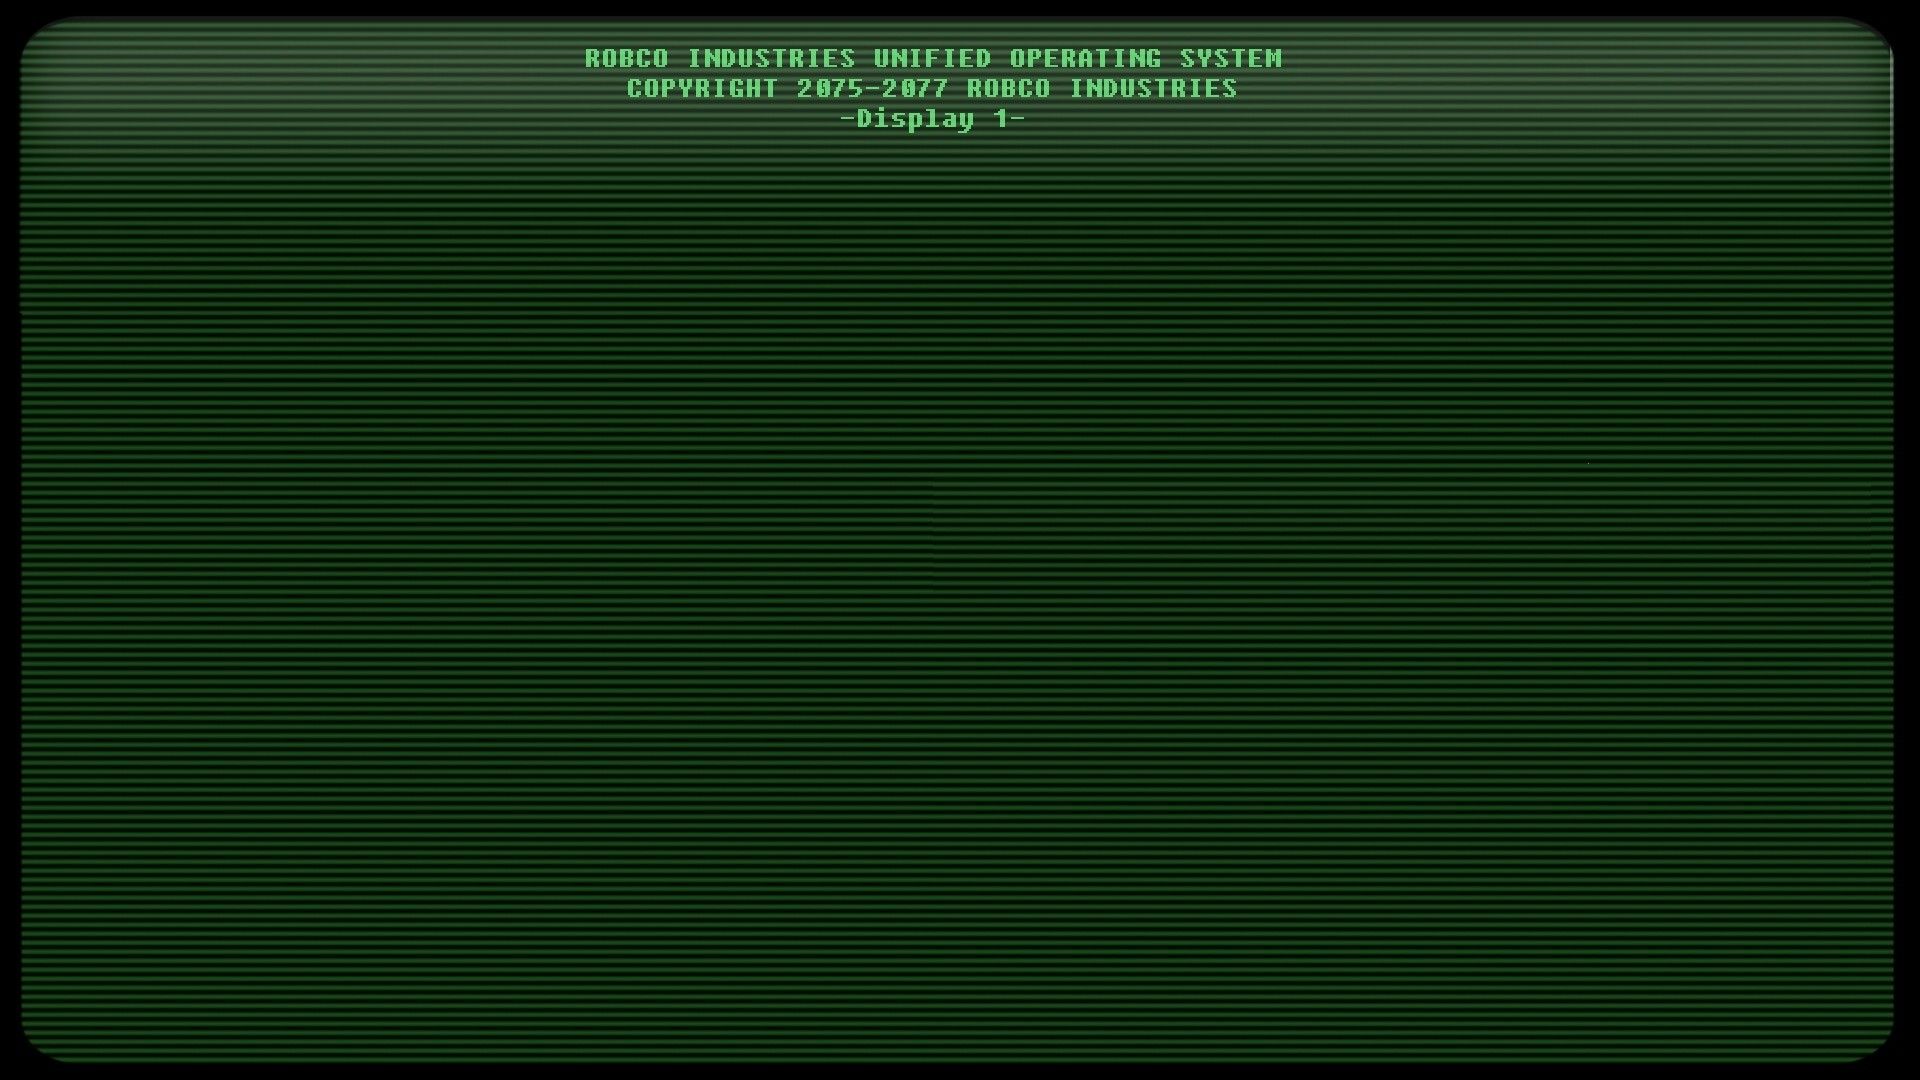 ROBCO INDUSTRIES UNIFIED OPERATING SYSTEM
COPYRIGHT 2075-2077 ROBCO INDUSTRIES
-Display 1-